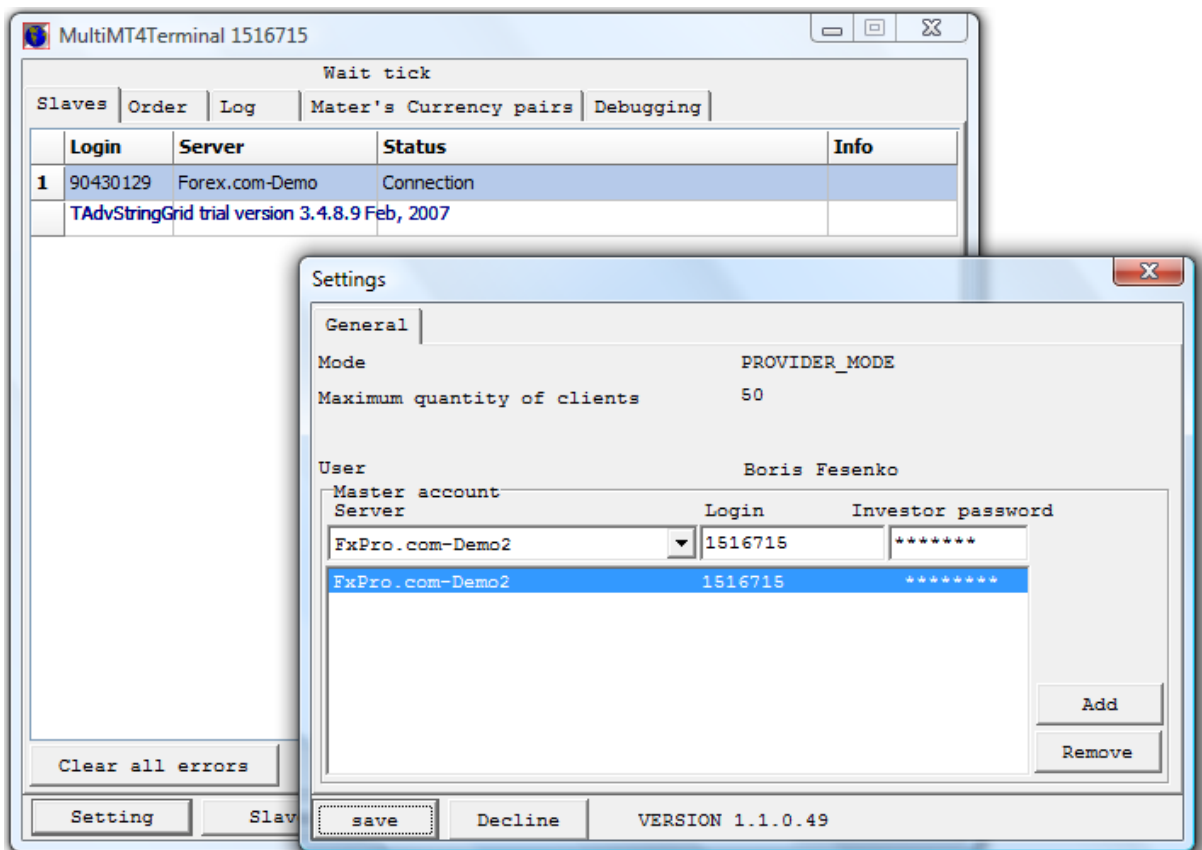 MultiMT4Terminal 1516715
Wait tick
Slaves Order Log Mater's Currency pairs Debugging
Login Server Status Info
1 90430129 Forex.com-Demo Connection
TAdvStringGrid trial version 3.4.8.9 Feb, 2007
Settings
General
Mode PROVIDER_MODE
Maximum quantity of clients 50
User Boris Fesenko
Master account
Server Login Investor password
FxPro.com-Demo2 1516715 *******
FxPro.com-Demo2 1516715 ********
Add
Remove
Clear all errors
Setting Slav
save Decline VERSION 1.1.0.49